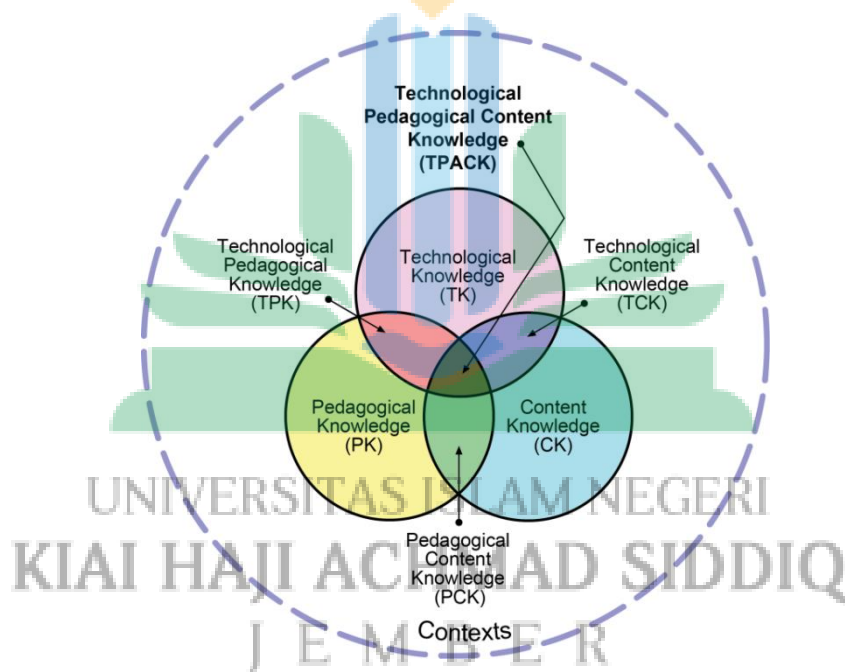 Technological
Pedagogical Content
Knowledge
(TPACK)
Technological
Pedagogical
Knowledge
(TPK)
Technological
Knowledge
(TK)
Technological
Content
Knowledge
(TCK)
Pedagogical
Knowledge
(PK)
Content
Knowledge
(CK)
UNIVERSITAS ISLAM NEGERI
KIAI HAJI ACHMAD SIDDIQ
Pedagogical
Content
Knowledge
(PCK)
Contexts
JEMBER